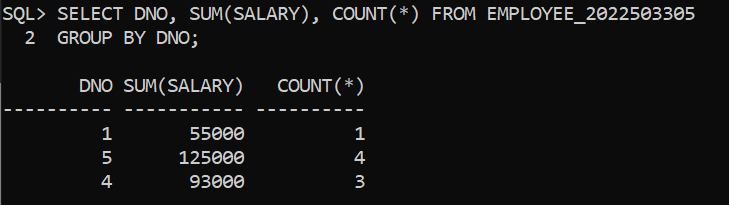 SQL> SELECT DNO, SUM(SALARY), COUNT(*) FROM EMPLOYEE_2022503305
  2  GROUP BY DNO;

       DNO SUM(SALARY)   COUNT(*)
---------- ----------- ----------
         1       55000          1
         5      125000          4
         4       93000          3